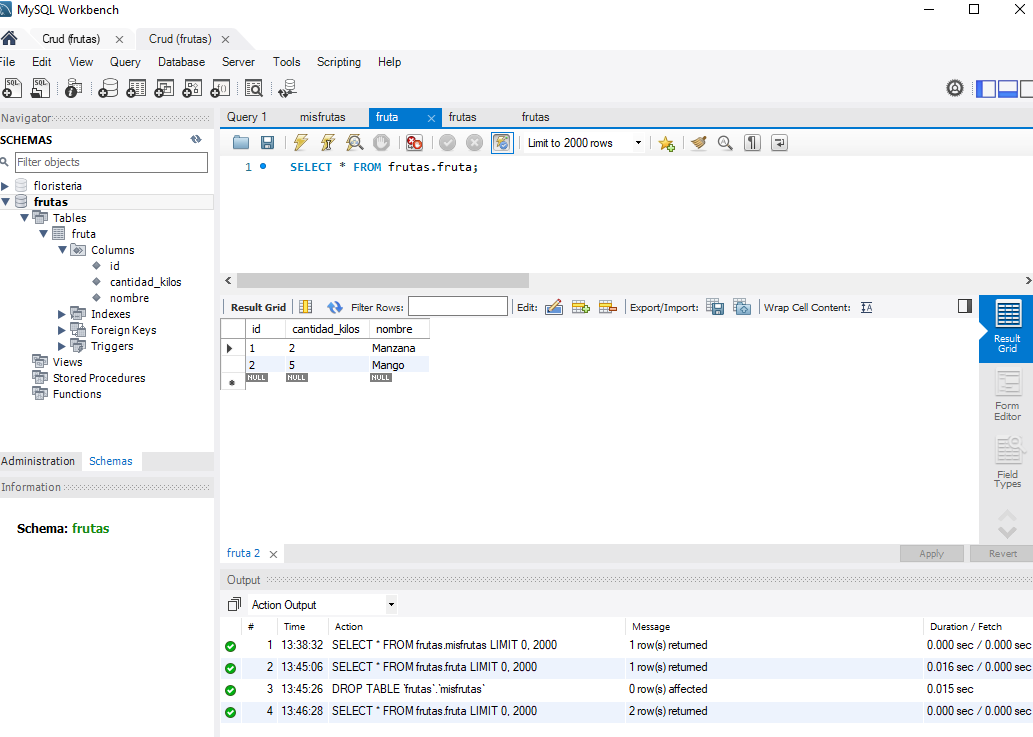 MySQL Workbench
Crud (frutas) Crud (frutas)
File Edit View Query Database Server Tools Scripting Help
Navigator
SCHEMAS
Filter objects
floristeria
frutas
Tables
fruta
Columns
id
cantidad_kilos
nombre
Indexes
Foreign Keys
Triggers
Views
Stored Procedures
Functions
Administration Schemas
Information
Schema: frutas
Query 1 misfrutas fruta frutas frutas
Limit to 2000 rows
1 SELECT * FROM frutas.fruta;
Result Grid Filter Rows: Edit: Export/Import: Wrap Cell Content:
id cantidad_kilos nombre
1 2 Manzana
2 5 Mango
NULL NULL NULL
Result
Grid
Form
Editor
Field
Types
fruta 2 Apply Revert
Output
Action Output
# Time Action Message Duration / Fetch
1 13:38:32 SELECT * FROM frutas.misfrutas LIMIT 0, 2000 1 row(s) returned 0.000 sec / 0.000 sec
2 13:45:06 SELECT * FROM frutas.fruta LIMIT 0, 2000 1 row(s) returned 0.016 sec / 0.000 sec
3 13:45:26 DROP TABLE `frutas`.`misfrutas` 0 row(s) affected 0.015 sec
4 13:46:28 SELECT * FROM frutas.fruta LIMIT 0, 2000 2 row(s) returned 0.000 sec / 0.000 sec